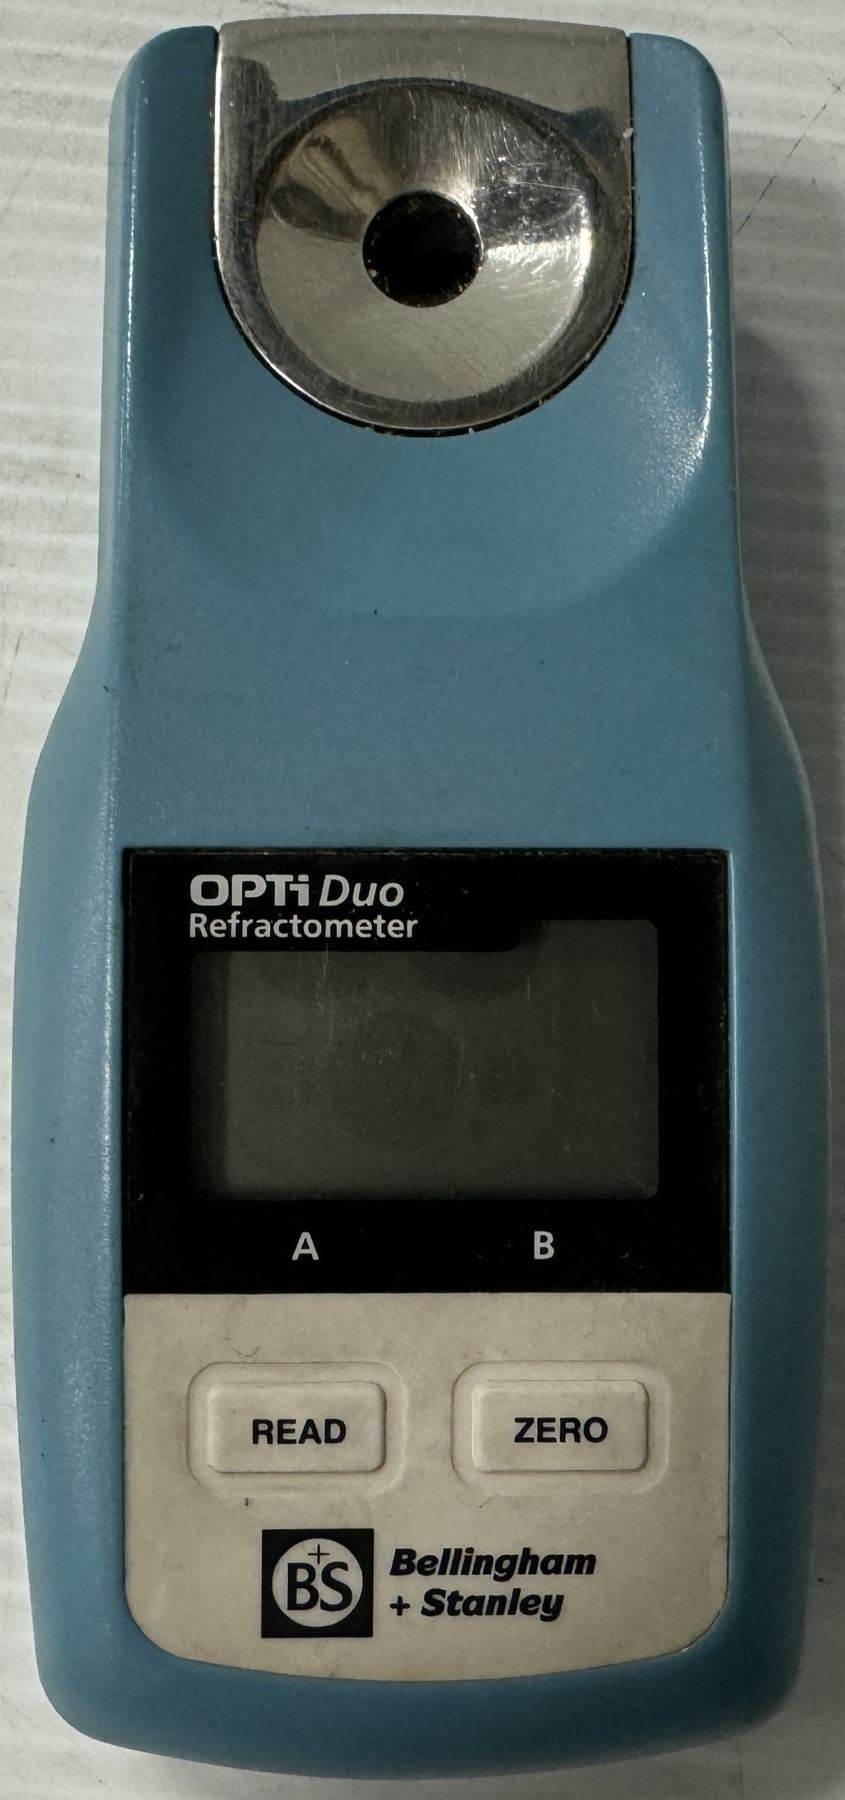 OPTi Duo
Refractometer
A B
READ ZERO
BS
Bellingham
+ Stanley